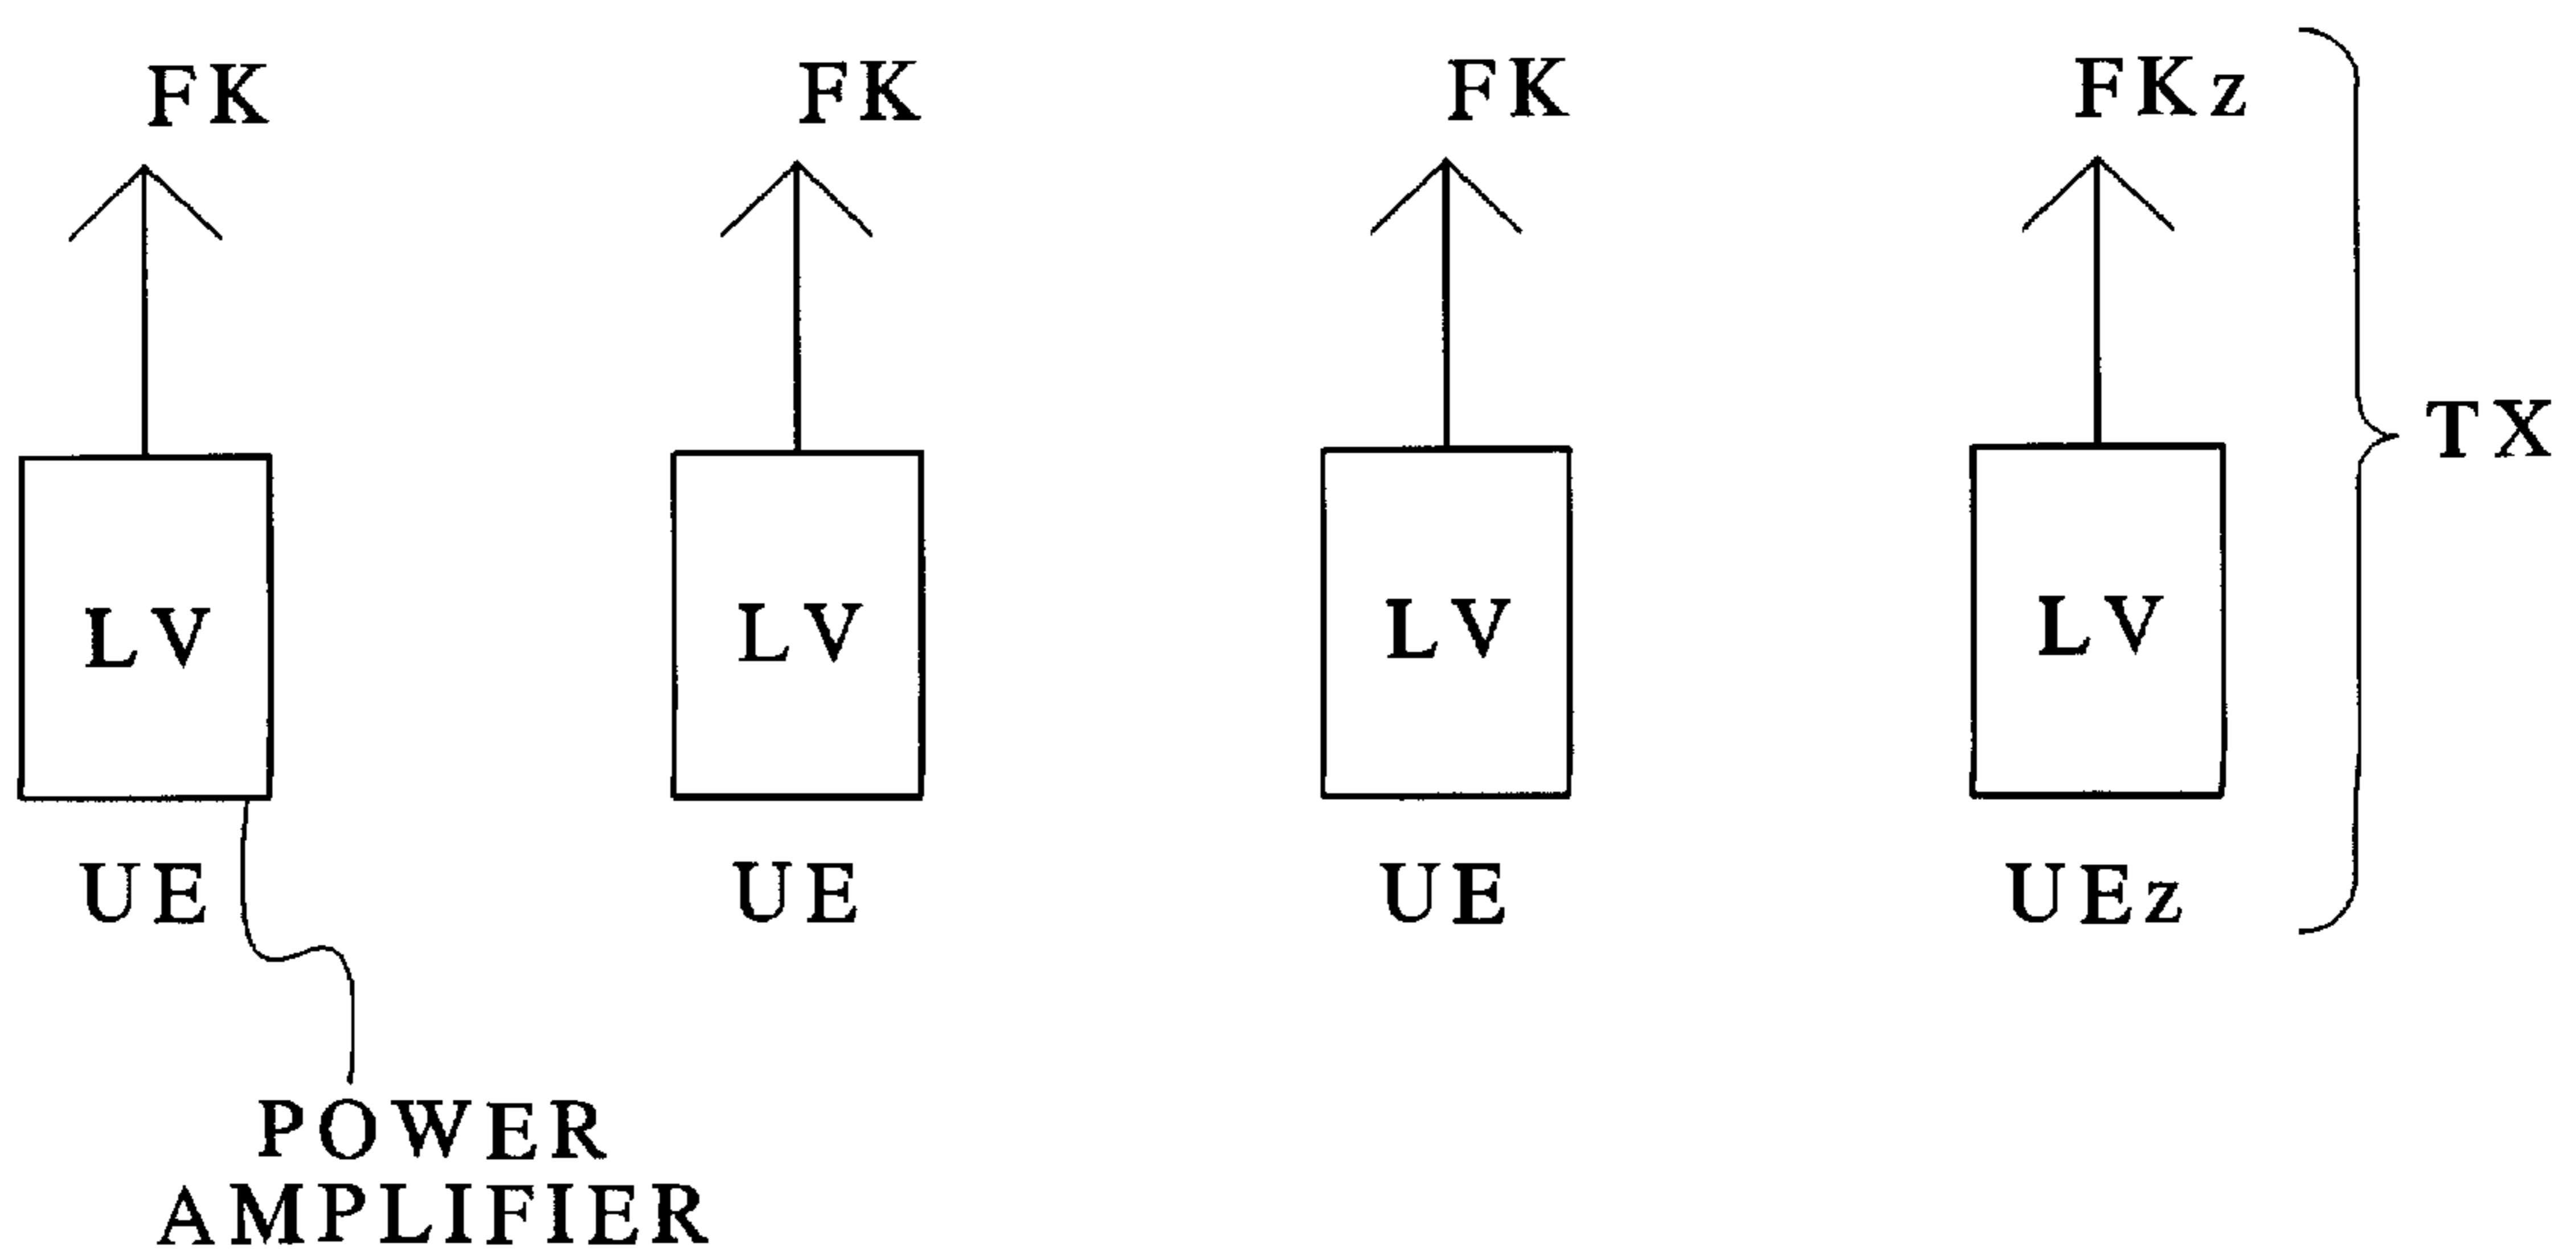 FK FK FK FKz
TX
LV LV LV LV
UE UE UE UEz
POWER
AMPLIFIER